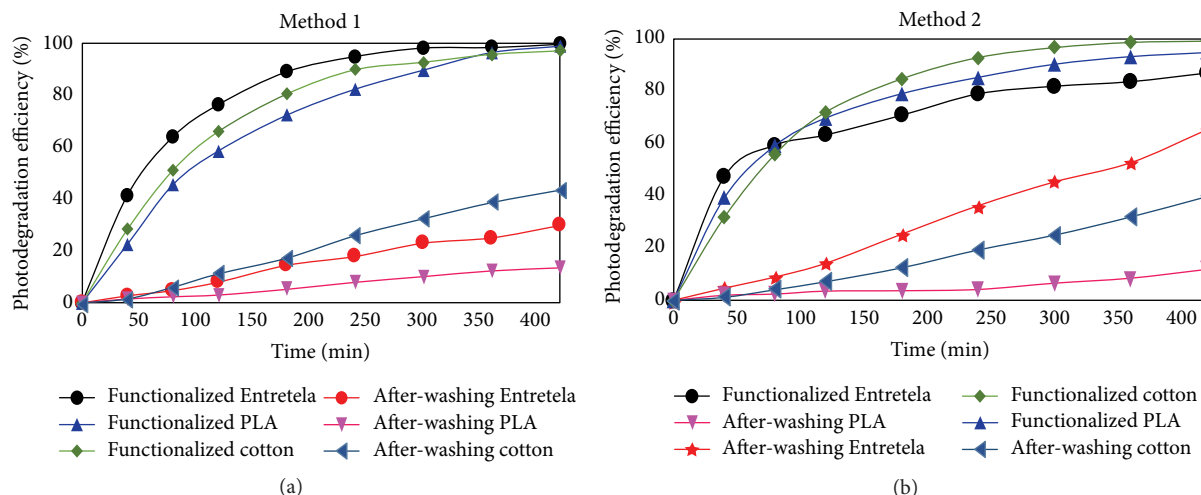 Method 1
Photodegradation efficiency (%)
100
80
60
40
20
0
0 50 100 150 200 250 300 350 400
Time (min)
Functionalized Entretela
Functionalized PLA
Functionalized cotton
After-washing Entretela
After-washing PLA
After-washing cotton
(a)
Method 2
Photodegradation efficiency (%)
100
80
60
40
20
0
0 50 100 150 200 250 300 350 400
Time (min)
Functionalized Entretela
After-washing PLA
After-washing Entretela
Functionalized cotton
Functionalized PLA
After-washing cotton
(b)